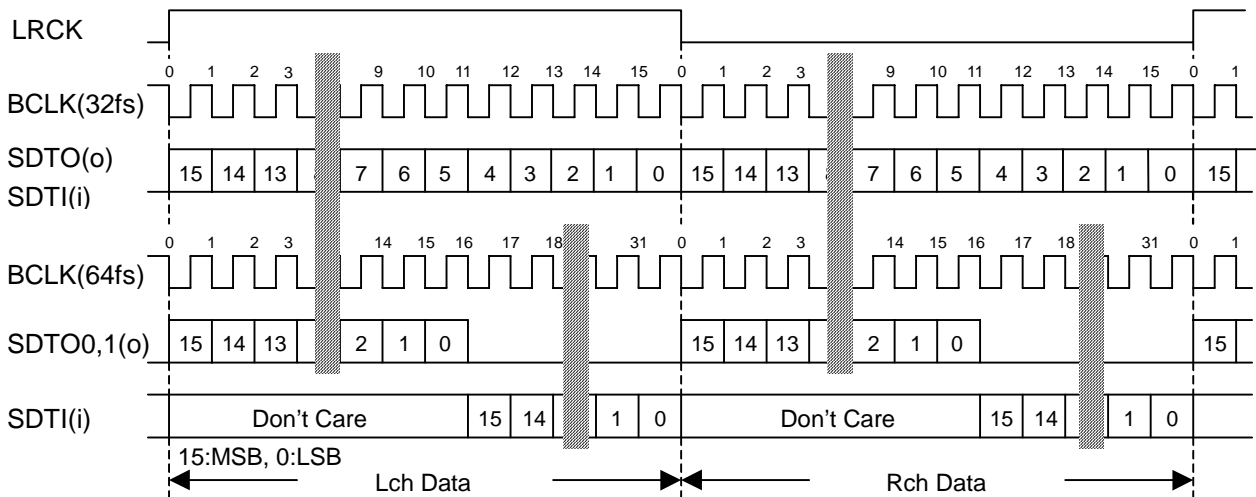 LRCK
0 1 2 3 9 10 11 12 13 14 15 0 1 2 3 9 10 11 12 13 14 15 0 1
BCLK(32fs)
SDTO(o) 15 14 13 7 6 5 4 3 2 1 0 15 14 13 7 6 5 4 3 2 1 0 15
SDTI(i)
0 1 2 3 14 15 16 17 18 31 0 1 2 3 14 15 16 17 18 31 0 1
BCLK(64fs)
SDTO0,1(o) 15 14 13 2 1 0 15 14 13 2 1 0 15
SDTI(i) Don't Care 15 14 1 0 Don't Care 15 14 1 0
15:MSB, 0:LSB
Lch Data Rch Data